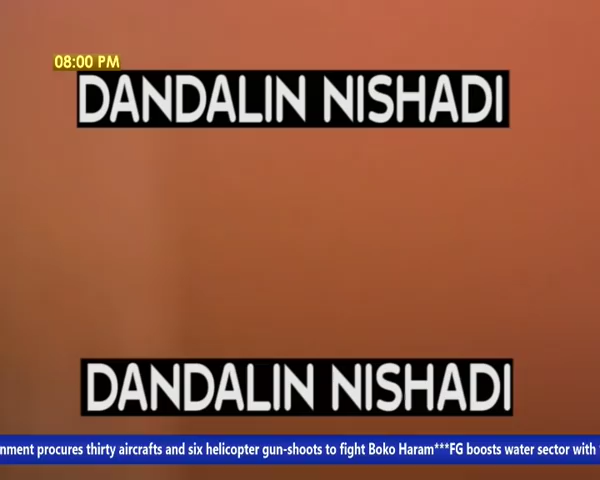 08:00 PM
DANDALIN NISHADI
DANDALIN NISHADI
nment procures thirty aircrafts and six helicopter gun-shoots to fight Boko Haram***FG boosts water sector with